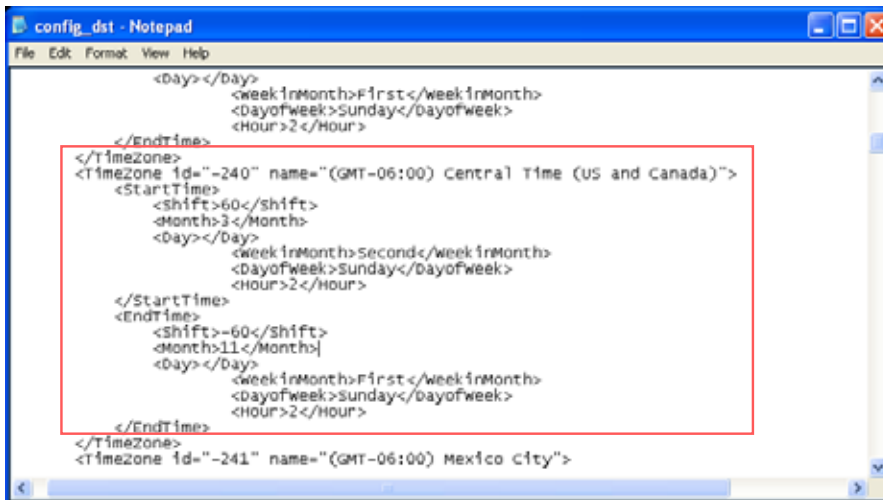 config_dst - Notepad
File Edit Format View Help
<Day></Day>
<WeekinMonth>First</WeekinMonth>
<DayofWeek>Sunday</DayofWeek>
<Hour>2</Hour>
</EndTime>
</TimeZone>
<TimeZone id="-240" name="(GMT-06:00) Central Time (US and Canada)">
<StartTime>
<Shift>60</Shift>
<Month>3</Month>
<Day></Day>
<WeekinMonth>Second</WeekinMonth>
<DayofWeek>Sunday</DayofWeek>
<Hour>2</Hour>
</StartTime>
<EndTime>
<Shift>-60</Shift>
<Month>11</Month>
<Day></Day>
<WeekinMonth>First</WeekinMonth>
<DayofWeek>Sunday</DayofWeek>
<Hour>2</Hour>
</EndTime>
</TimeZone>
<TimeZone id="-241" name="(GMT-06:00) Mexico City">